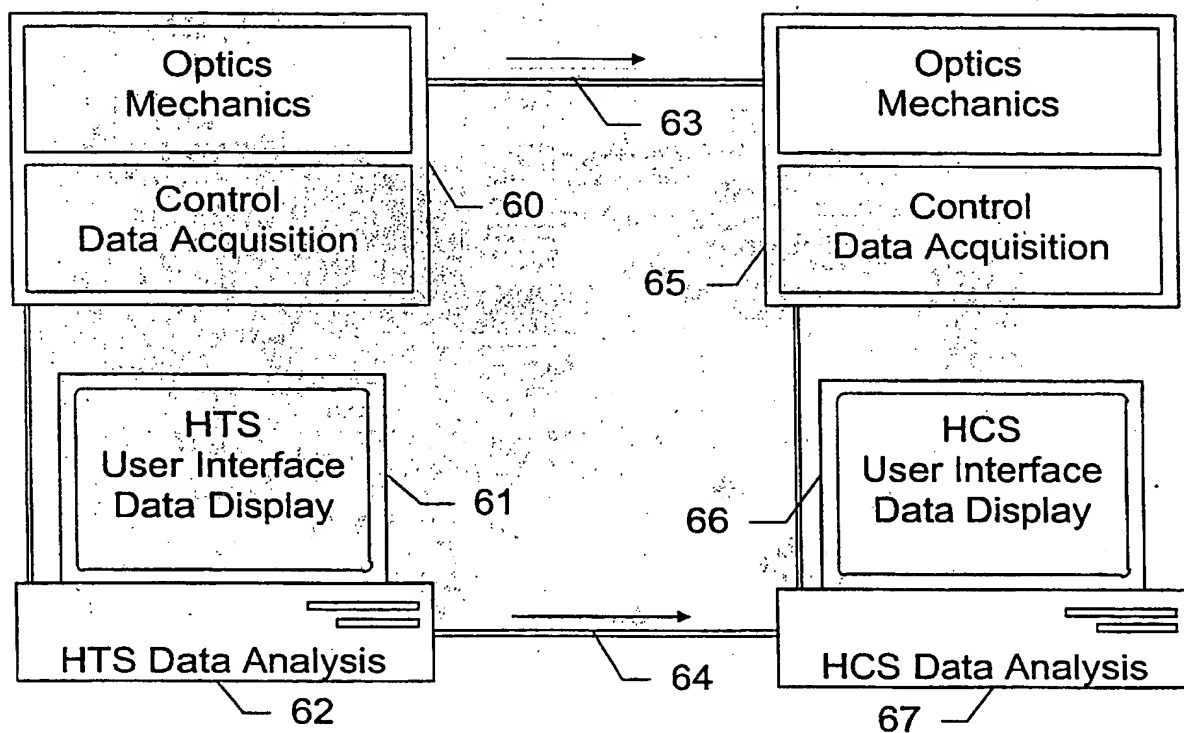 Optics
Mechanics
Control
Data Acquisition
60
63
Optics
Mechanics
Control
Data Acquisition
65
HTS
User Interface
Data Display
61
HTS Data Analysis
62
64
HCS
User Interface
Data Display
66
HCS Data Analysis
67